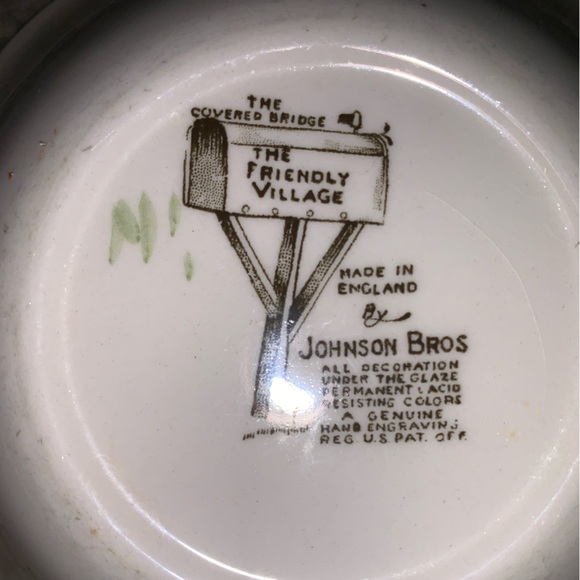 THE
COVERED BRIDGE
THE
FRIENDLY
VILLAGE
MADE IN
ENGLAND
By
JOHNSON BROS
ALL DECORATION
UNDER THE GLAZE
PERMANENT & ACID
RESISTING COLORS
A GENUINE
HAND ENGRAVING
REG. U.S PAT. OFF.